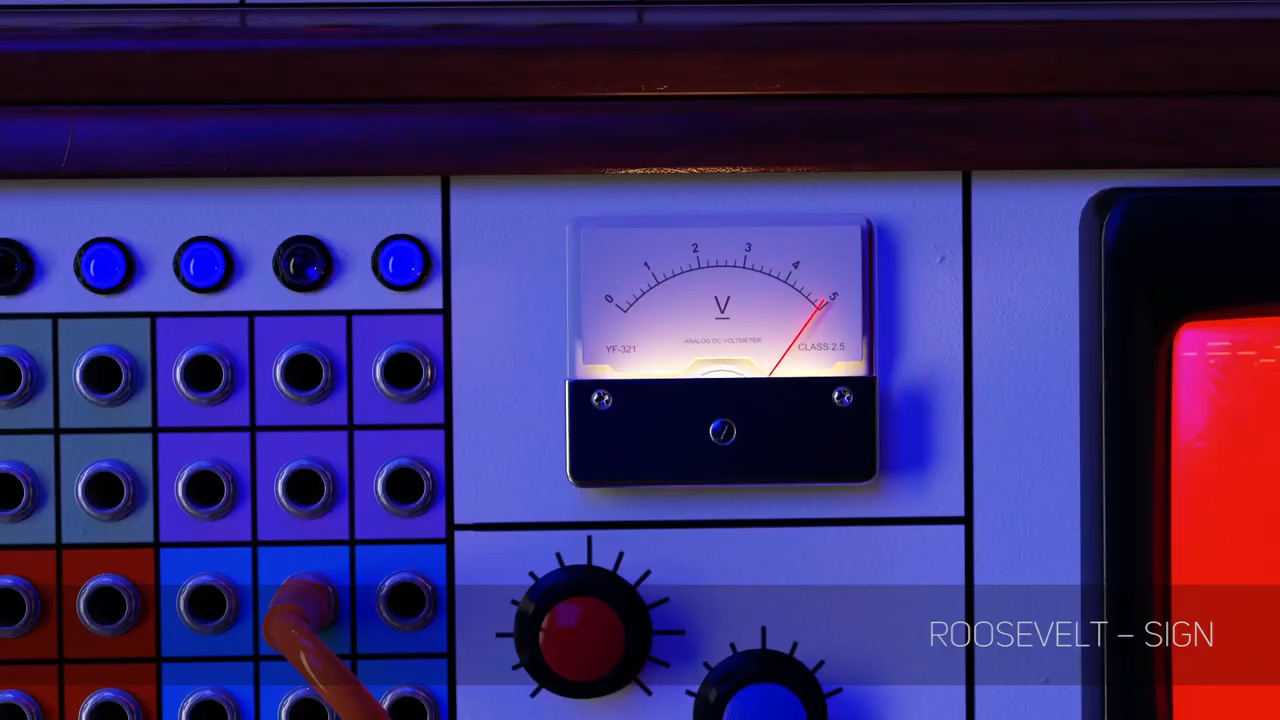 0 1 2 3 4 5
V
ANALOG DC VOLTMETER
YF-321
CLASS 2.5
ROOSEVELT – SIGN